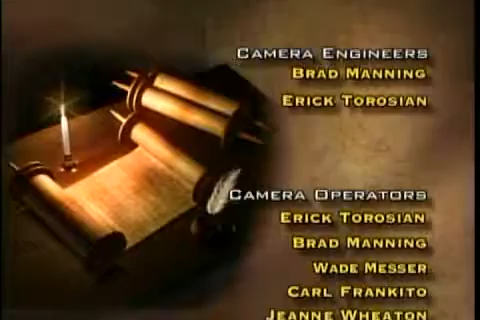 CAMERA ENGINEERS
BRAD MANNING
ERICK TOROSIAN
CAMERA OPERATORS
ERICK TOROSIAN
BRAD MANNING
WADE MESSER
CARL FRANKITO
JEANNE WHEATON